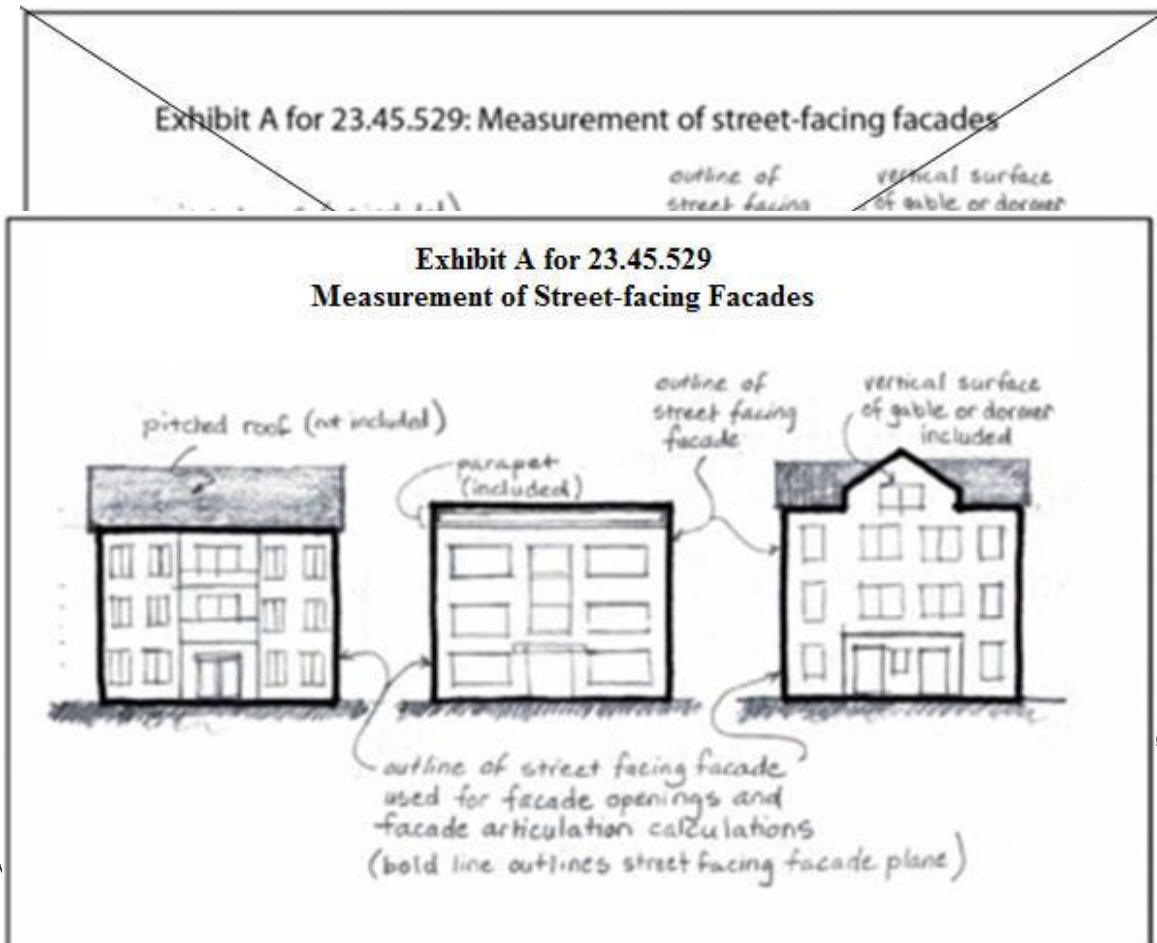 Exhibit A for 23.45.529: Measurement of street-facing facades
outline of
street facing
vertical surface
of gable or dormer
Exhibit A for 23.45.529
Measurement of Street-facing Facades
pitched roof (not included)
parapet
(included)
outline of
street facing
facade
vertical surface
of gable or dormer
included
outline of street facing facade
used for facade openings and
facade articulation calculations
(bold line outlines street facing facade plane)